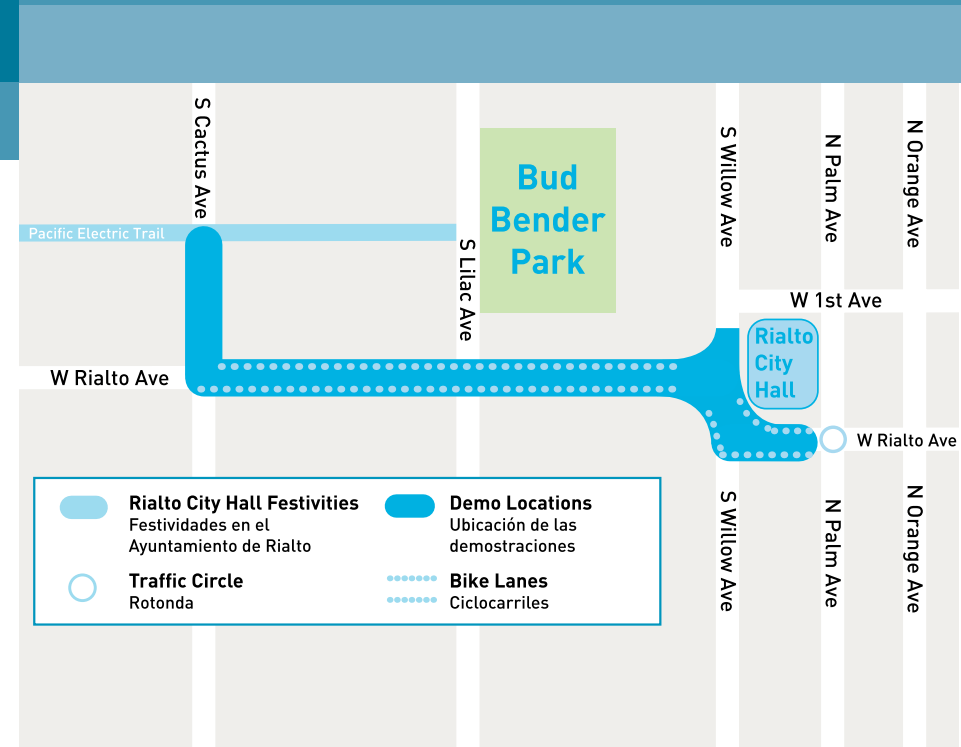 S Cactus Ave
S Willow Ave
N Palm Ave
N Orange Ave
Bud
Bender
Park
Pacific Electric Trail
S Lilac Ave
W 1st Ave
Rialto
City
Hall
W Rialto Ave
W Rialto Ave
Rialto City Hall Festivities
Festividades en el
Ayuntamiento de Rialto
Demo Locations
Ubicación de las
demostraciones
Traffic Circle
Rotonda
Bike Lanes
Ciclocarriles
S Willow Ave
N Palm Ave
N Orange Ave